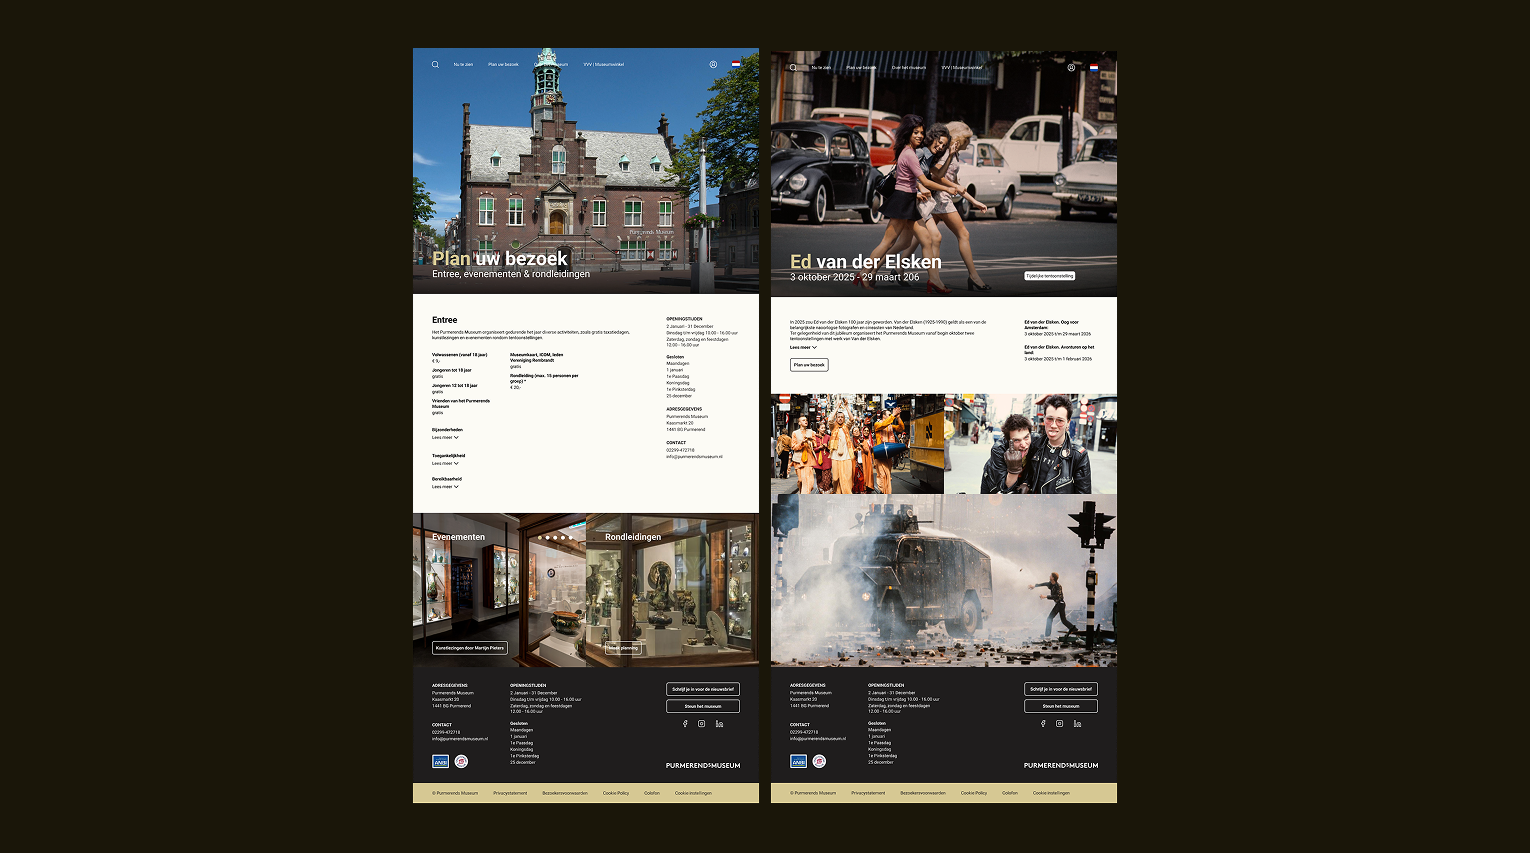 Nu te zien
Plan uw bezoek
museum
VVV | Museumwinkel
Purmerends Museum
Plan uw bezoek
Entree, evenementen & rondleidingen
Entree
Het Purmerends Museum organiseert gedurende het jaar diverse activiteiten, zoals gratis taxatiedagen,
kunstlezingen en evenementen rondom tentoonstellingen.
Volwassenen (vanaf 18 jaar)
€ 9,-
Jongeren tot 18 jaar
gratis
Jongeren 12 tot 18 jaar
gratis
Vrienden van het Purmerends
Museum
gratis
Museumkaart, ICOM, leden
Vereniging Rembrandt
gratis
Rondleiding (max. 15 personen per
groep) *
€ 20,-
Bijzonderheden
Lees meer
Toegankelijkheid
Lees meer
Bereikbaarheid
Lees meer
OPENINGSTIJDEN
2 Januari - 31 December
Dinsdag t/m vrijdag 10.00 - 16.00 uur
Zaterdag, zondag en feestdagen
12.00 - 16.00 uur
Gesloten
Maandagen
1 januari
1e Paasdag
Koningsdag
1e Pinksterdag
25 december
ADRESGEGEVENS
Purmerends Museum
Kaasmarkt 20
1441 BG Purmerend
CONTACT
02299-472718
info@purmerendsmuseum.nl
Evenementen
Rondleidingen
Kunstlezingen door Martijn Pieters
Maak planning
ADRESGEGEVENS
Purmerends Museum
Kaasmarkt 20
1441 BG Purmerend
CONTACT
02299-472718
info@purmerendsmuseum.nl
ANBI
OPENINGSTIJDEN
2 Januari - 31 December
Dinsdag t/m vrijdag 10.00 - 16.00 uur
Zaterdag, zondag en feestdagen
12.00 - 16.00 uur
Gesloten
Maandagen
1 januari
1e Paasdag
Koningsdag
1e Pinksterdag
25 december
Schrijf je in voor de nieuwsbrief
Steun het museum
PURMERENDSMUSEUM
© Purmerends Museum
Privacystatement
Bezoekersvoorwaarden
Cookie Policy
Colofon
Cookie instellingen
Nu te zien
Plan uw bezoek
Over het museum
VVV | Museumwinkel
Ed van der Elsken
3 oktober 2025 - 29 maart 206
Tijdelijke tentoonstelling
In 2025 zou Ed van der Elsken 100 jaar zijn geworden. Van der Elsken (1925-1990) geldt als een van de
belangrijkste naoorlogse fotografen en cineasten van Nederland.
Ter gelegenheid van dit jubileum organiseert het Purmerends Museum vanaf begin oktober twee
tentoonstellingen met werk van Van der Elsken.
Lees meer
Plan uw bezoek
Ed van der Elsken. Oog voor
Amsterdam:
3 oktober 2025 t/m 29 maart 2026
Ed van der Elsken. Avonturen op het
land:
3 oktober 2025 t/m 1 februari 2026
ADRESGEGEVENS
Purmerends Museum
Kaasmarkt 20
1441 BG Purmerend
CONTACT
02299-472718
info@purmerendsmuseum.nl
ANBI
OPENINGSTIJDEN
2 Januari - 31 December
Dinsdag t/m vrijdag 10.00 - 16.00 uur
Zaterdag, zondag en feestdagen
12.00 - 16.00 uur
Gesloten
Maandagen
1 januari
1e Paasdag
Koningsdag
1e Pinksterdag
25 december
Schrijf je in voor de nieuwsbrief
Steun het museum
PURMERENDSMUSEUM
© Purmerends Museum
Privacystatement
Bezoekersvoorwaarden
Cookie Policy
Colofon
Cookie instellingen